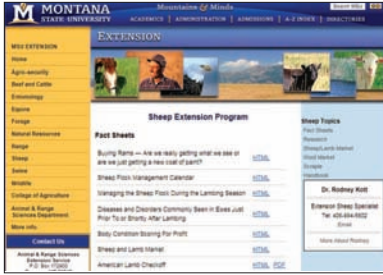 MONTANA
STATE UNIVERSITY
Mountains & Minds
ACADEMICS | ADMINISTRATION | ADMISSIONS | A-Z INDEX | DIRECTORIES
EXTENSION
MSU EXTENSION
Home
Agro-security
Beef and Cattle
Entomology
Equine
Forage
Natural Resources
Range
Sheep
Swine
Wildlife
College of Agriculture
Animal & Range
Sciences Department
More info.
Contact Us
Animal & Range Sciences
Extension Service
Sheep Extension Program
Fact Sheets
Buying Rams — Are we really getting what we see or
are we just getting a new coat of paint? HTML
Sheep Flock Management Calendar HTML
Managing the Sheep Flock During the Lambing Season HTML
Diseases and Disorders Commonly Seen in Ewes Just
Prior To or Shortly After Lambing HTML
Body Condition Scoring For Profit HTML
Sheep and Lamb Market HTML
American Lamb Checkoff HTML PDF
Sheep Topics
Fact Sheets
Research
Sheep/Lamb Market
Wool Market
Scrapie
Handbook
Dr. Rodney Kott
Extension Sheep Specialist
Email
More About Rodney